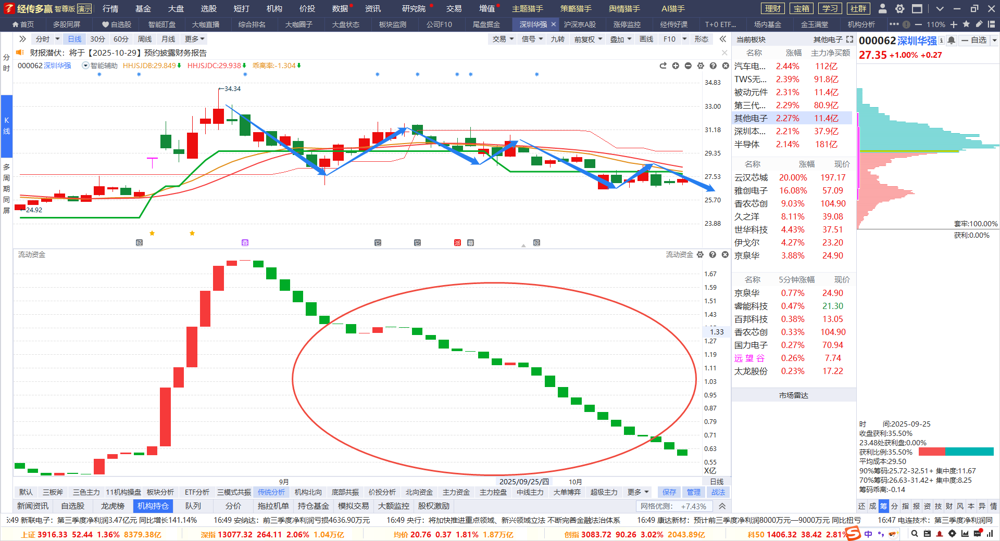 经传多赢 智尊版 演示 行情 基金 大盘 选股 短打 机构 价投 数据 资讯 研究院 交易 增值 主题猎手 策略猎手 舆情猎手 AI猎手 理财 宝箱 学习 社群
首页 多股同屏 自选股 智能盯盘 大咖直播 综合排名 大咖圈子 大盘状态 板块监测 公司F10 尾盘掘金 深圳华强 沪深京A股 涨停监控 经传好课 T+0 ETF... 场内基金 金玉满堂 机构分析 110%
分时 日线 30分 60分 周线 月线 更多 交易 信号 九转 前复权 叠加 画线 F10 形态
财报潜伏：将于【2025-10-29】预约披露财务报告
000062深圳华强 智能辅助 HHJSJDB:29.849 HHJSJDC:29.938 乖离率:-1.304
分时
K线
多周期同屏
34.83
33.00
31.18
29.35
27.53
25.70
23.88
34.34
24.92
经 
它 它 派 经
流动资金 流动资金
1.67
1.59
1.51
1.43
1.33
1.27
1.19
1.11
1.03
0.95
0.87
0.79
0.71
0.63
0.55
X亿
9月 2025/09/25/四 10月 日线
默认 三板斧 三色主力 11机构操盘 板块分析 ETF分析 三模式共振 传统分析 机构北向 底部共振 价投分析 北向资金 主力资金 主力控盘 中线主力 大单博弈 超级主力 更多 保存 管理 战法
新闻资讯 自选股 龙虎榜 机构持仓 队列 分价 拖拉机单 持仓基金 模拟交易 大额监控 股权激励 网格优测: +7.43%
当前板块 其他电子
名称 涨幅 主力净买额
汽车电... 2.44% 112亿
TWS无... 2.39% 91.8亿
被动元件 2.31% 11.4亿
第三代... 2.29% 80.9亿
其他电子 2.27% 11.4亿
深圳本... 2.21% 37.9亿
半导体 2.14% 181亿
名称 涨幅 现价
云汉芯城 20.00% 197.17
雅创电子 16.08% 57.09
香农芯创 9.03% 104.90
久之洋 8.11% 39.08
世华科技 4.43% 37.51
伊戈尔 4.27% 23.20
京泉华 3.88% 24.90
名称 5分钟涨幅 现价
京泉华 0.77% 24.90
睿能科技 0.47% 21.30
百邦科技 0.38% 13.05
香农芯创 0.33% 104.90
国力电子 0.27% 70.94
远望谷 0.26% 7.74
太龙股份 0.23% 17.22
市场雷达
000062深圳华强 自选
27.35 +1.00% +0.27
套牢:100.00%
获利:0.00%
时 间:2025-09-25
收盘获利:35.50%
23.48处获利盘:0.00%
获利比例:35.50%
平均成本:29.50
90%筹码:25.72-32.51+ 集中度:11.67
70%筹码:26.63-31.42+ 集中度:8.25
筹码乖离:-0.14
还 成 筹 分 指 报 资 技 财 风 本 异 情
5:49 新联电子：第三季度净利润3.47亿元 同比增长141.14% 16:49 安纳达：前三季度净利润亏损4636.90万元 16:49 央行：将加快推进重点领域、新兴领域立法 不断完善金融法治体系 16:49 康达新材：预计前三季度净利润8000万元—9000万元 同比扭亏 16:47 电连技术：第三季度净利润同
上证 3916.33 52.44 1.36% 8379.38亿 深指 13077.32 264.11 2.06% 1.04万亿 均价 20.76 0.37 1.81% 1.87万亿 创指 3083.72 90.26 3.02% 2043.89亿 科50 1406.32 38.42 2.81% 中